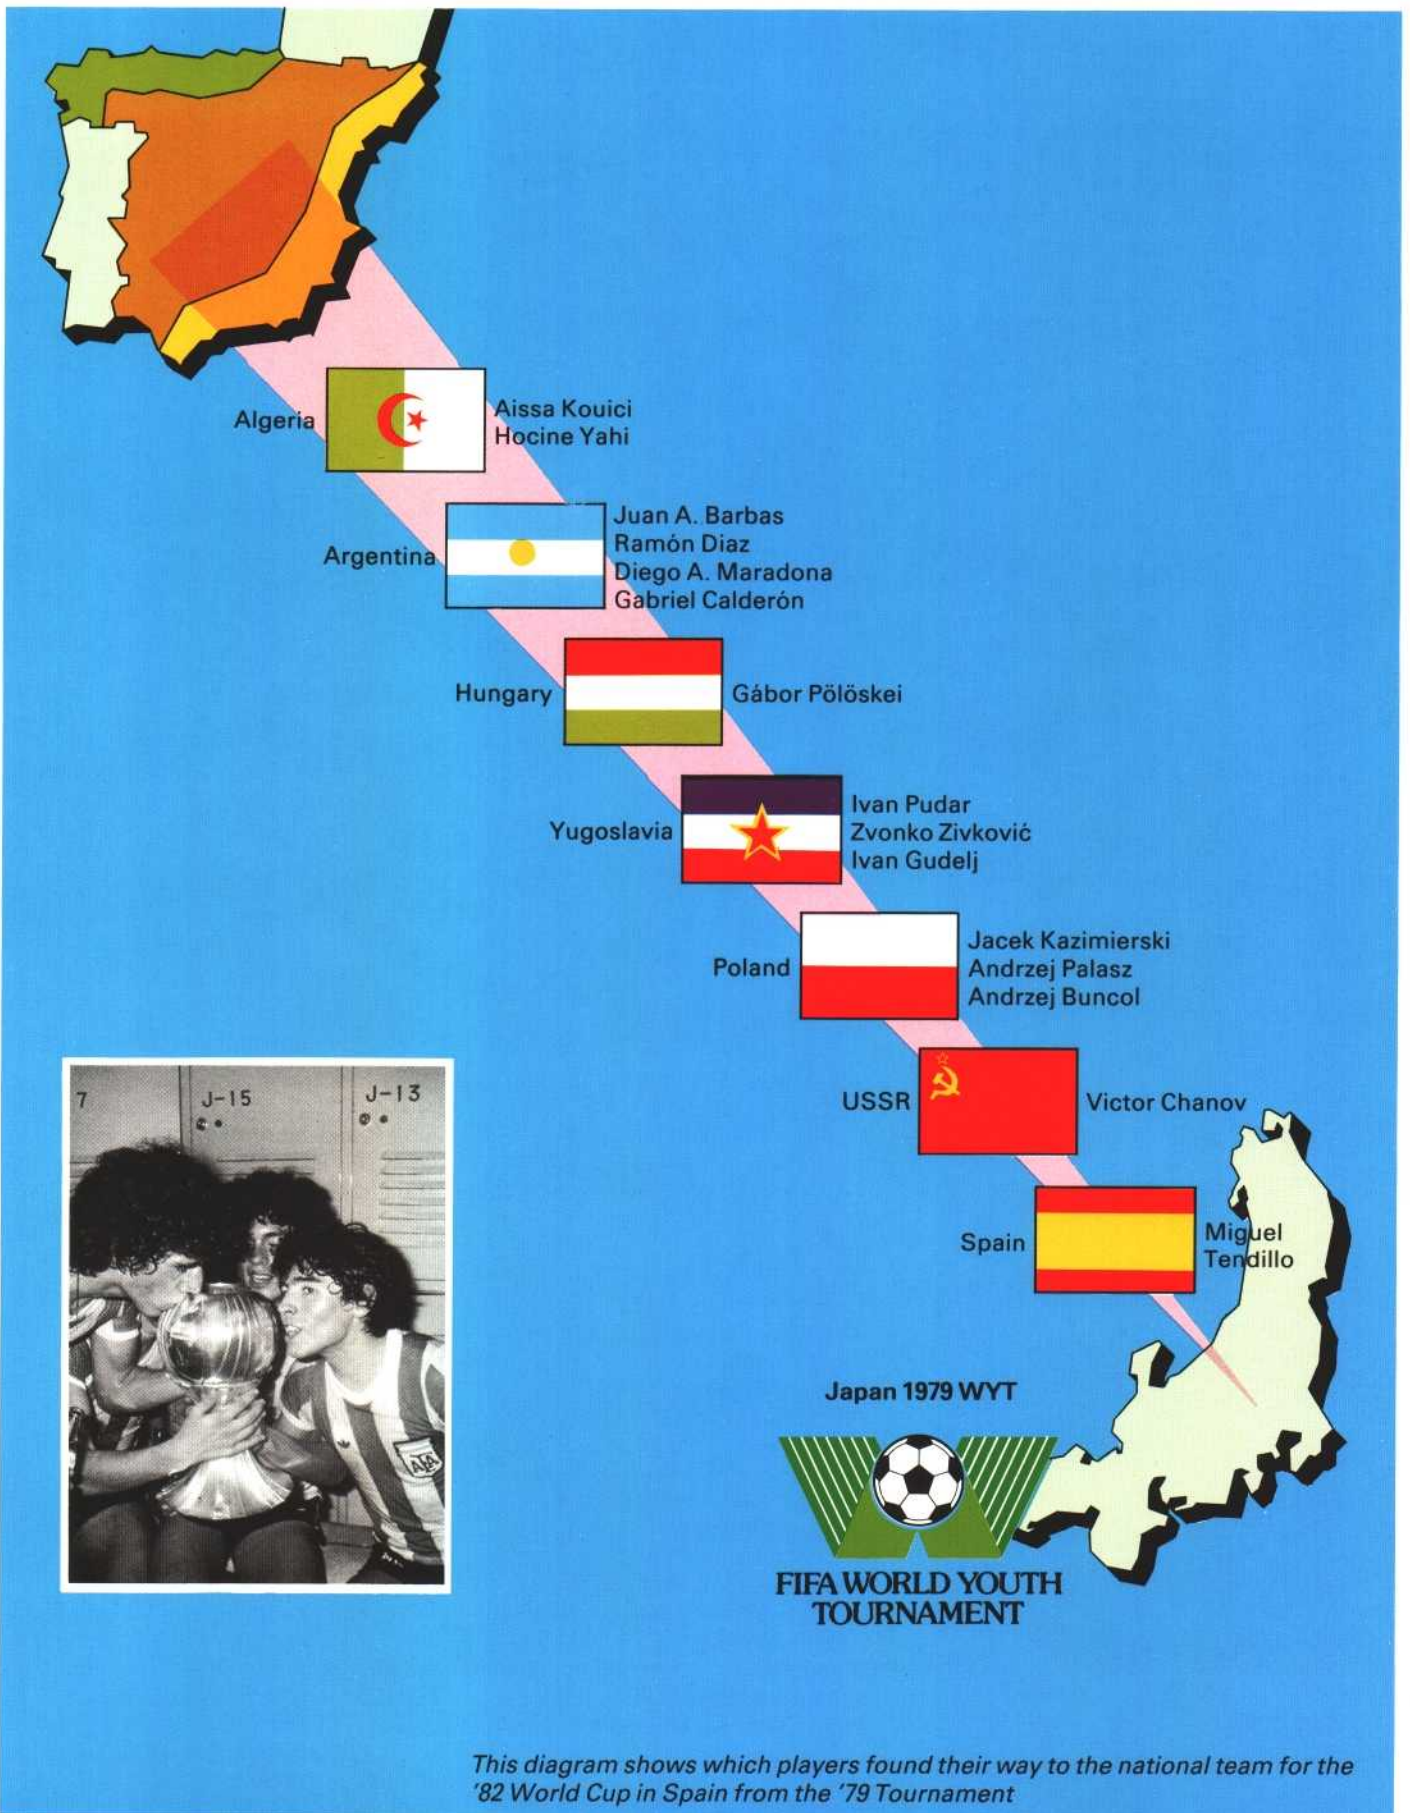 Algeria
Aissa Kouici
Hocine Yahi
Argentina
Juan A. Barbas
Ramón Diaz
Diego A. Maradona
Gabriel Calderón
Hungary
Gábor Pölöskei
Yugoslavia
Ivan Pudar
Zvonko Zivković
Ivan Gudelj
Poland
Jacek Kazimierski
Andrzej Palasz
Andrzej Buncol
USSR
Victor Chanov
Spain
Miguel
Tendillo
7
J-15
J-13
AFA
Japan 1979 WYT
FIFA WORLD YOUTH
TOURNAMENT
This diagram shows which players found their way to the national team for the
'82 World Cup in Spain from the '79 Tournament